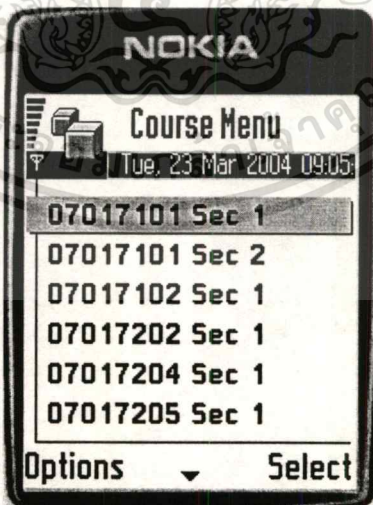 NOKIA
Course Menu
Tue, 23 Mar 2004 09:05:
07017101 Sec 1
07017101 Sec 2
07017102 Sec 1
07017202 Sec 1
07017204 Sec 1
07017205 Sec 1
Options Select